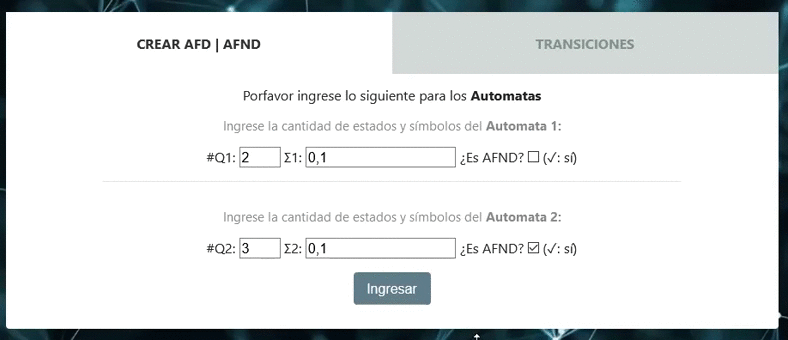 CREAR AFD | AFND
TRANSICIONES
Porfavor ingrese lo siguiente para los Automatas
Ingrese la cantidad de estados y símbolos del Automata 1:
#Q1: 2 Σ1: 0,1 ¿Es AFND? (✓: sí)
Ingrese la cantidad de estados y símbolos del Automata 2:
#Q2: 3 Σ2: 0,1 ¿Es AFND? (✓: sí)
Ingresar